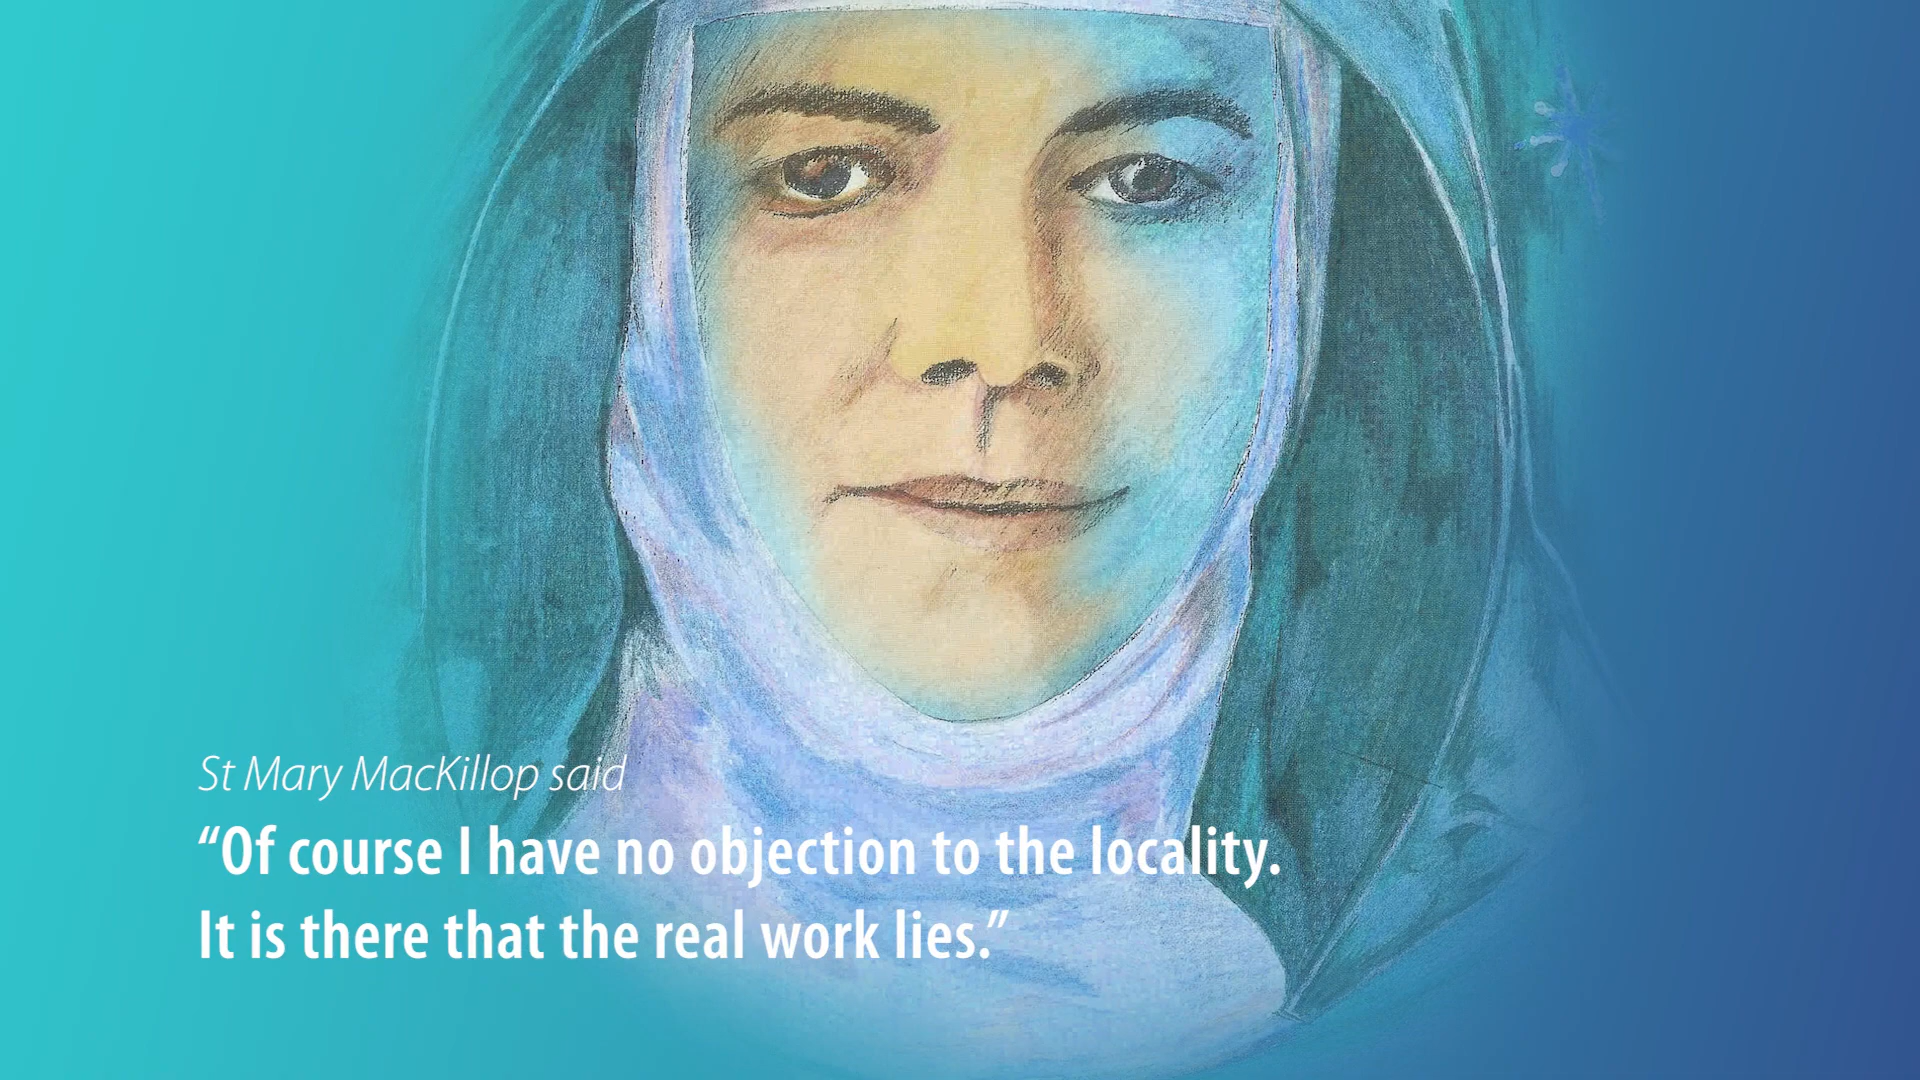 St Mary MacKillop said
“Of course I have no objection to the locality.
It is there that the real work lies.”